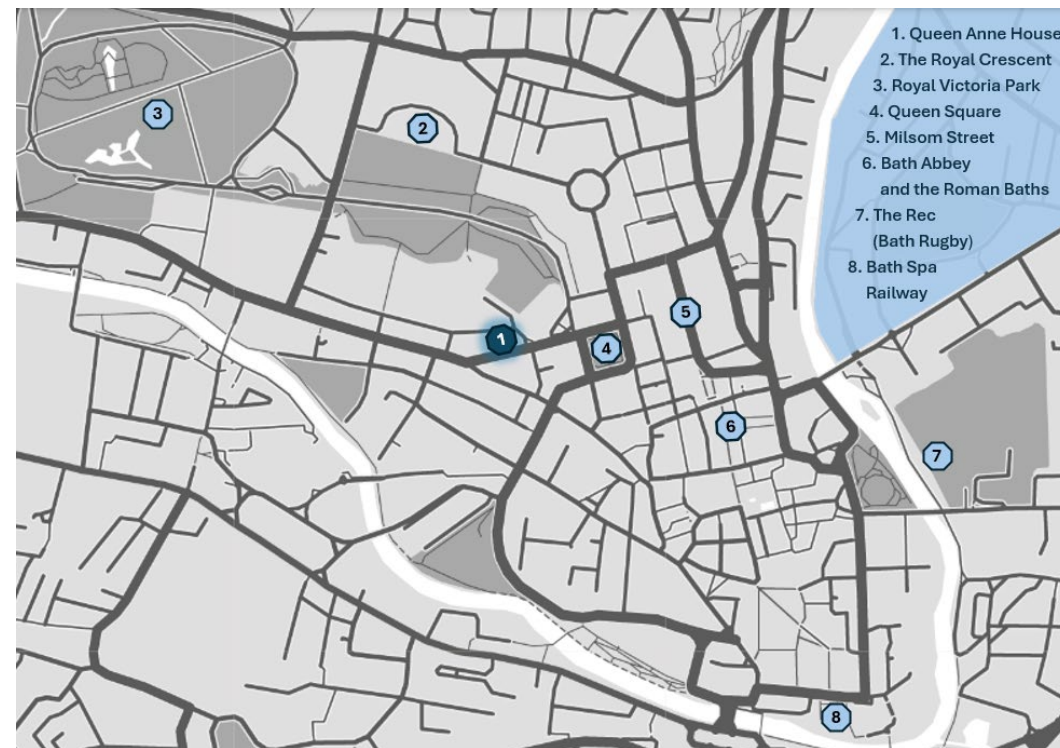 1. Queen Anne House
2. The Royal Crescent
3. Royal Victoria Park
4. Queen Square
5. Milsom Street
6. Bath Abbey
and the Roman Baths
7. The Rec
(Bath Rugby)
8. Bath Spa
Railway
3
2
5
1
4
6
7
8